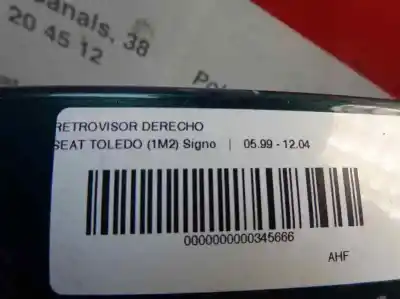 anals, 38
20 45 12
RETROVISOR DERECHO
SEAT TOLEDO (1M2) Signo | 05.99 - 12.04
0000000000345666
AHF